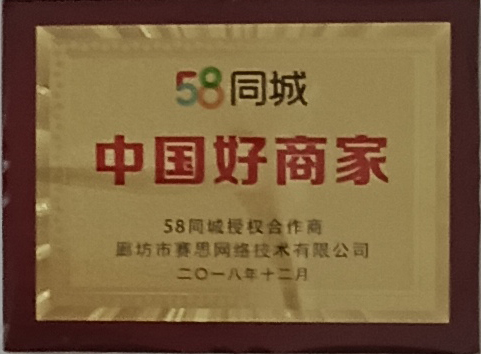 58同城
中国好商家
58同城授权合作商
廊坊市赛思网络技术有限公司
二〇一八年十二月